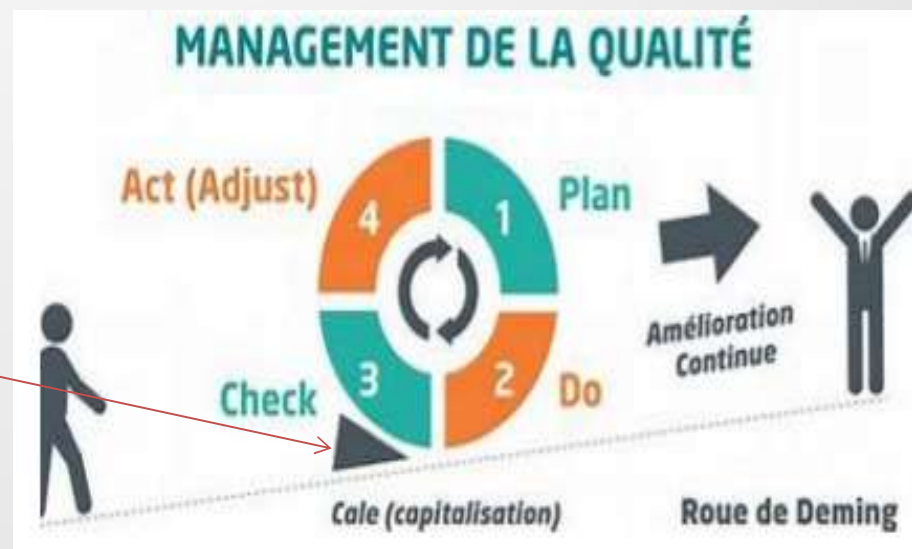 MANAGEMENT DE LA QUALITÉ
Act (Adjust)
4
1
Plan
Amélioration
Continue
Check
3
2
Do
Cale (capitalisation)
Roue de Deming